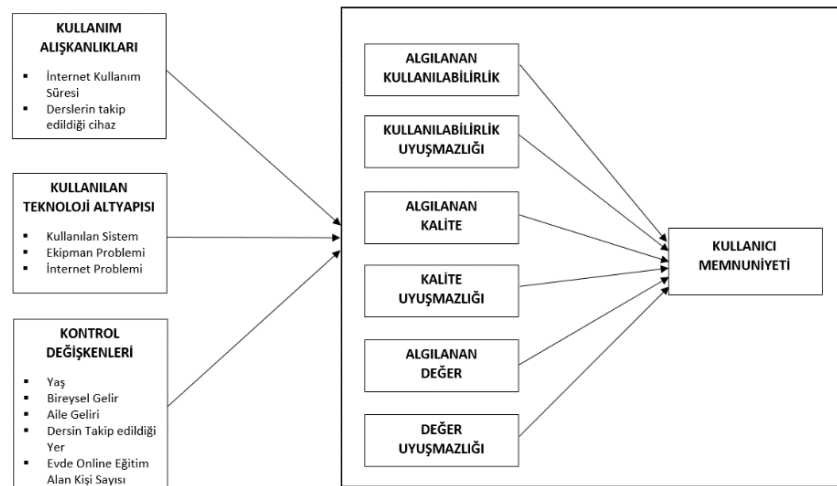 KULLANIM
ALIŞKANLIKLARI
▪ İnternet Kullanım
Süresi
▪ Derslerin takip
edildiği cihaz
KULLANILAN
TEKNOLOJİ ALTYAPISI
▪ Kullanılan Sistem
▪ Ekipman Problemi
▪ İnternet Problemi
KONTROL
DEĞİŞKENLERİ
▪ Yaş
▪ Bireysel Gelir
▪ Aile Geliri
▪ Dersin Takip edildiği
Yer
▪ Evde Online Eğitim
Alan Kişi Sayısı
ALGILANAN
KULLANILABİLİRLİK
KULLANILABİLİRLİK
UYUŞMAZLIĞI
ALGILANAN
KALİTE
KALİTE
UYUŞMAZLIĞI
ALGILANAN
DEĞER
DEĞER
UYUŞMAZLIĞI
KULLANICI
MEMNUNİYETİ